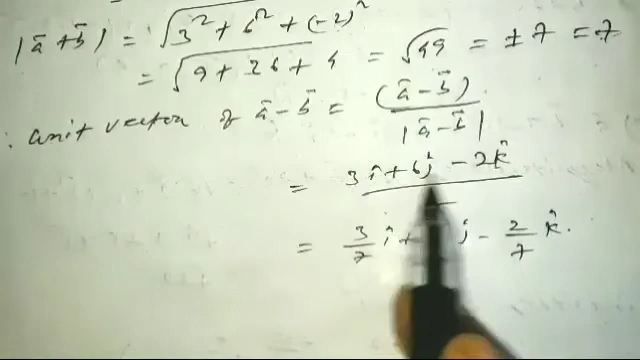 |ā + b̄| = √3² + 6² + (-2)²
= √9 + 36 + 4 = √49 = ±7 = 7
∴ unit vector of ā - b̄ = (ā - b̄) / |ā - b̄|
= 3î + 6ĵ - 2k̂
= 3/7 î + j - 2/7 k̂.